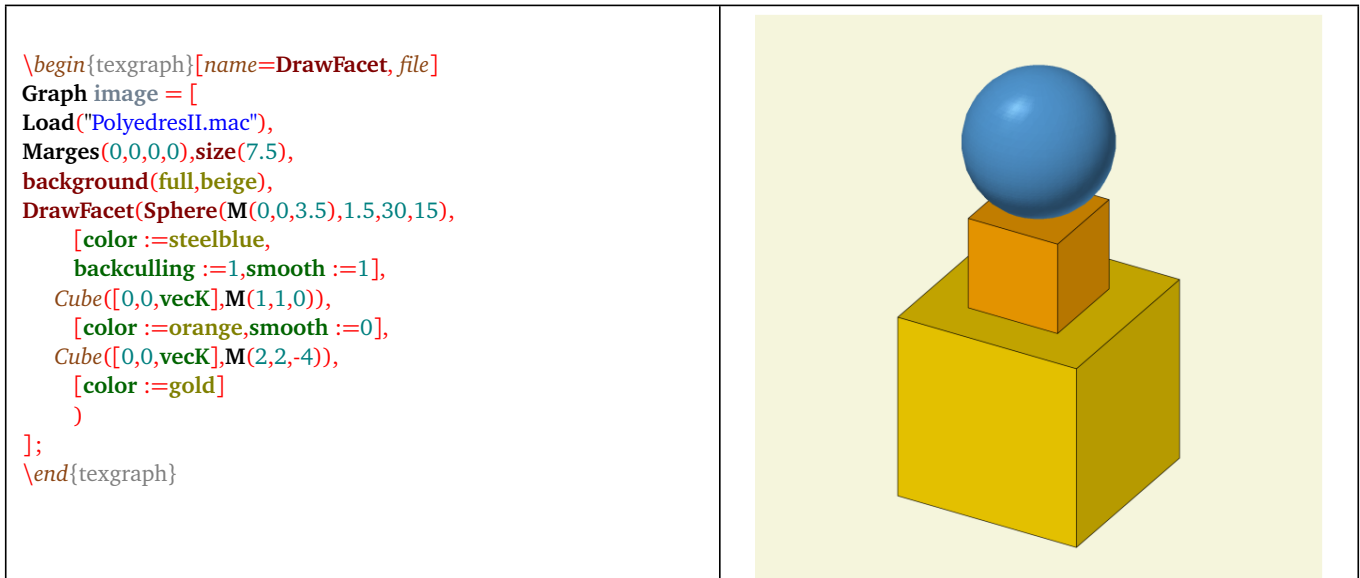 \begin{texgraph}[name=DrawFacet, file]
Graph image = [
Load("PolyedresII.mac"),
Marges(0,0,0,0),size(7.5),
background(full,beige),
DrawFacet(Sphere(M(0,0,3.5),1.5,30,15),
[color :=steelblue,
backculling :=1,smooth :=1],
Cube([0,0,vecK],M(1,1,0)),
[color :=orange,smooth :=0],
Cube([0,0,vecK],M(2,2,-4)),
[color :=gold]
)
];
\end{texgraph}